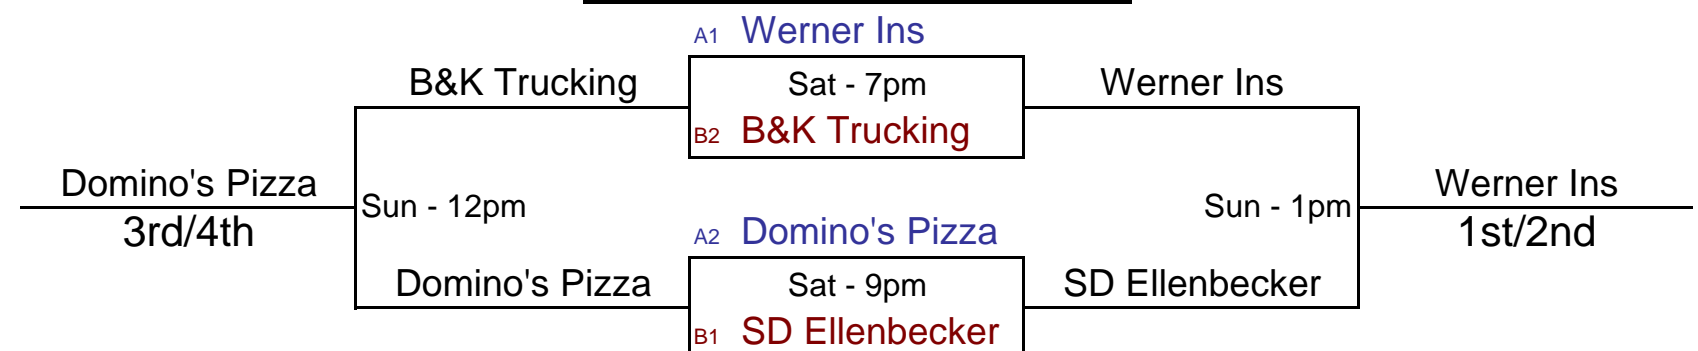 A1 Werner Ins
B&K Trucking Sat - 7pm Werner Ins
B2 B&K Trucking
Domino's Pizza Werner Ins
Sun - 12pm Sun - 1pm
3rd/4th A2 Domino's Pizza 1st/2nd
Domino's Pizza Sat - 9pm SD Ellenbecker
B1 SD Ellenbecker